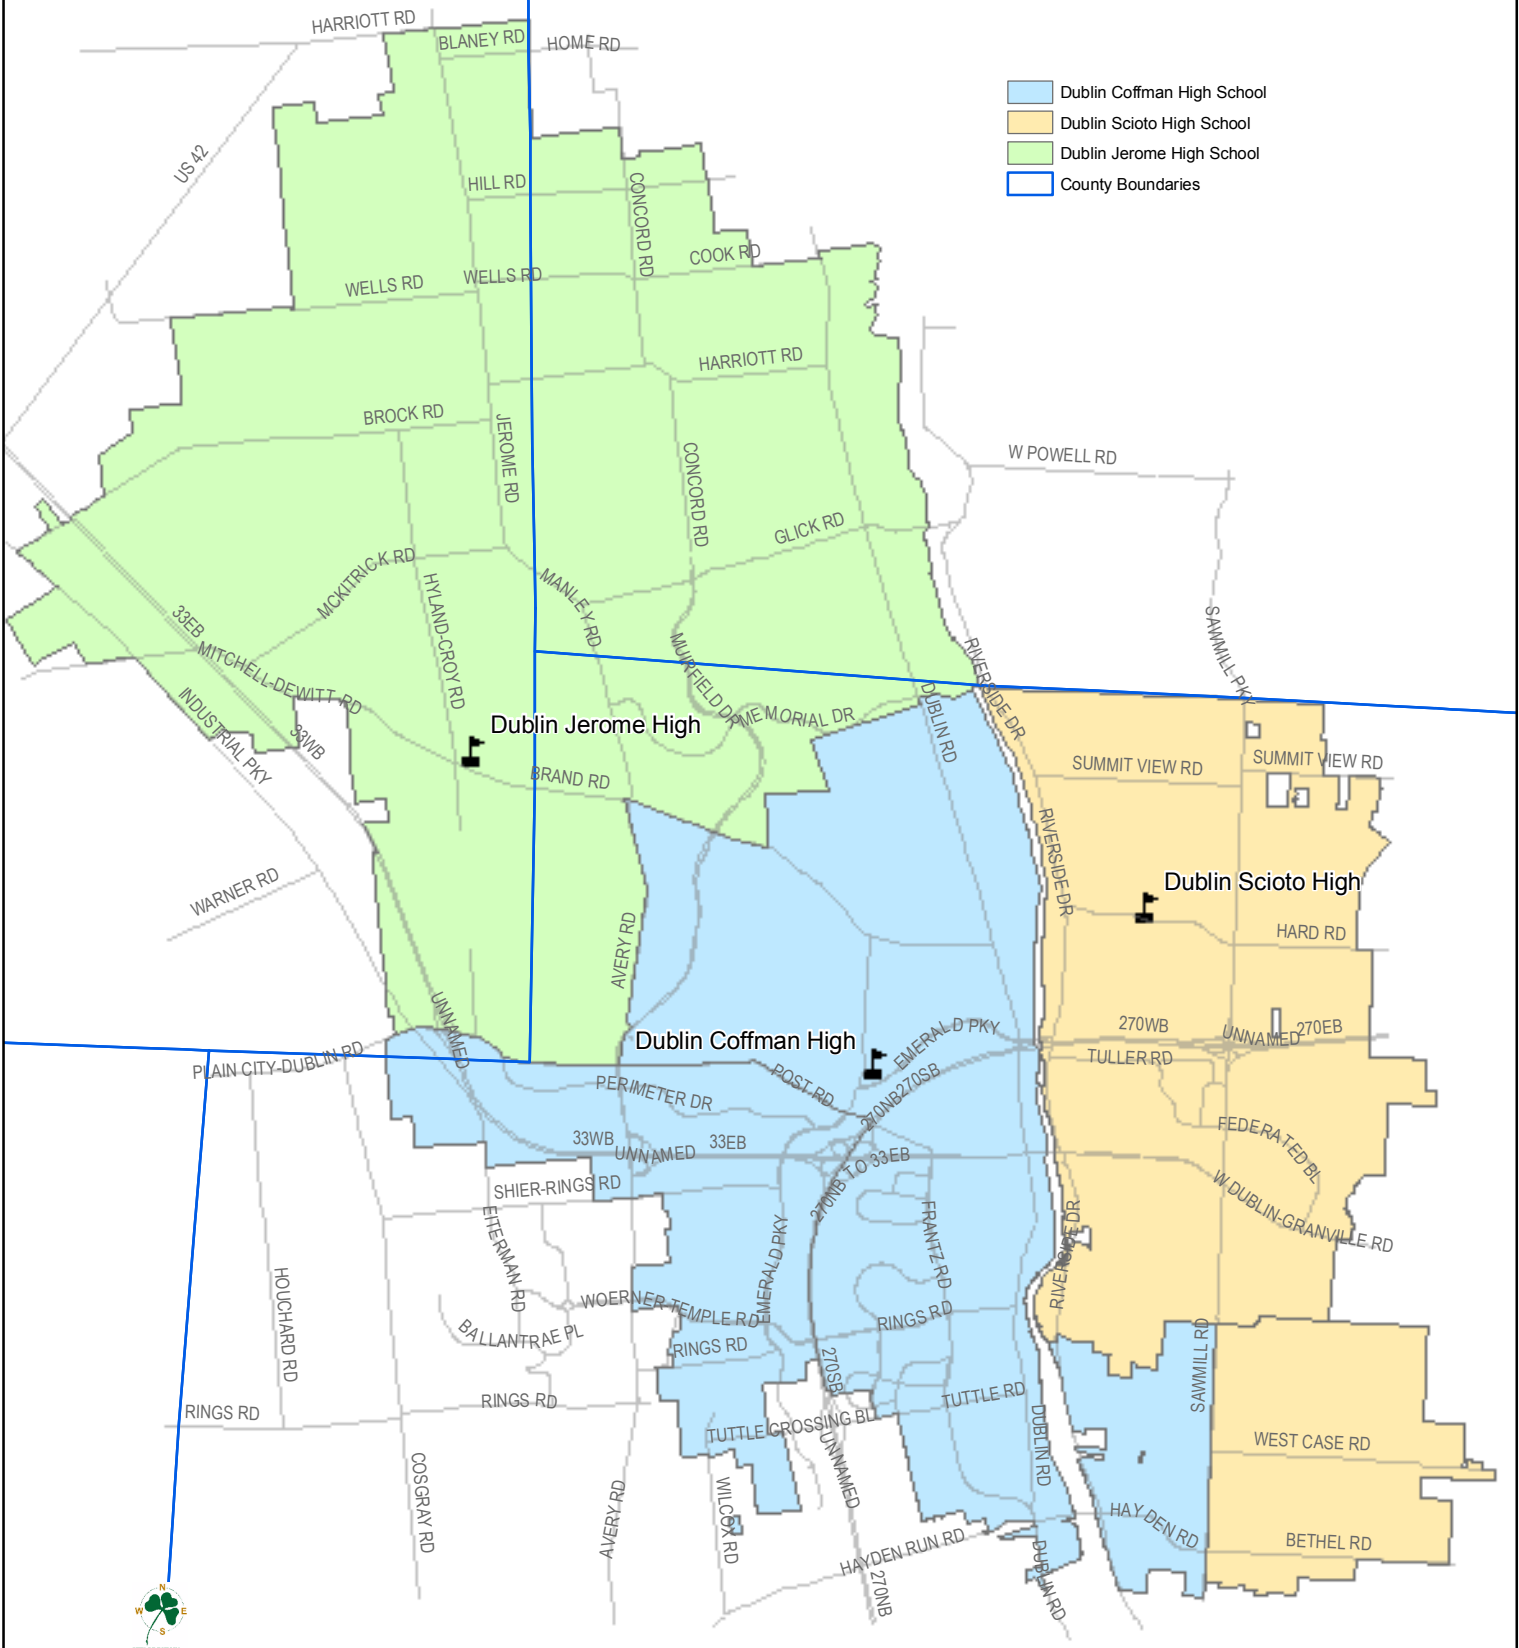 HARRIOTT RD
BLANEY RD
HOME RD
Dublin Coffman High School
Dublin Scioto High School
Dublin Jerome High School
County Boundaries
US 42
HILL RD
CONCORD RD
COOK RD
WELLS RD
WELLS RD
HARRIOTT RD
BROCK RD
JEROME RD
CONCORD RD
W POWELL RD
GLICK RD
MCKITRICK RD
HYLAND-CROY RD
MANLEY RD
33EB
MITCHELL-DEWITT RD
MUIRFIELD DR
RIVERSIDE DR
SAWMILL PKY
INDUSTRIAL PKY
33WB
Dublin Jerome High
MEMORIAL DR
DUBLIN RD
BRAND RD
SUMMIT VIEW RD
SUMMIT VIEW RD
RIVERSIDE DR
WARNER RD
Dublin Scioto High
AVERY RD
HARD RD
UNNAMED
Dublin Coffman High
EMERALD PKY
270WB
UNNAMED
270EB
PLAIN CITY-DUBLIN RD
TULLER RD
PERIMETER DR
POST RD
270NB
270SB
33WB
UNNAMED
33EB
270NB TO 33EB
FEDERATED BL
SHIER-RINGS RD
W DUBLIN-GRANVILLE RD
EITERMAN RD
EMERALD PKY
FRANTZ RD
RIVERSIDE DR
HOUCHARD RD
WOERNER-TEMPLE RD
RINGS RD
BALLANTRAE PL
RINGS RD
270SB
SAWMILL RD
RINGS RD
RINGS RD
TUTTLE RD
TUTTLE CROSSING BL
DUBLIN RD
WEST CASE RD
COSGRAY RD
AVERY RD
WILCOX RD
UNNAMED
HAYDEN RUN RD
HAYDEN RD
BETHEL RD
270NB
DUBLIN RD
N
W
E
S